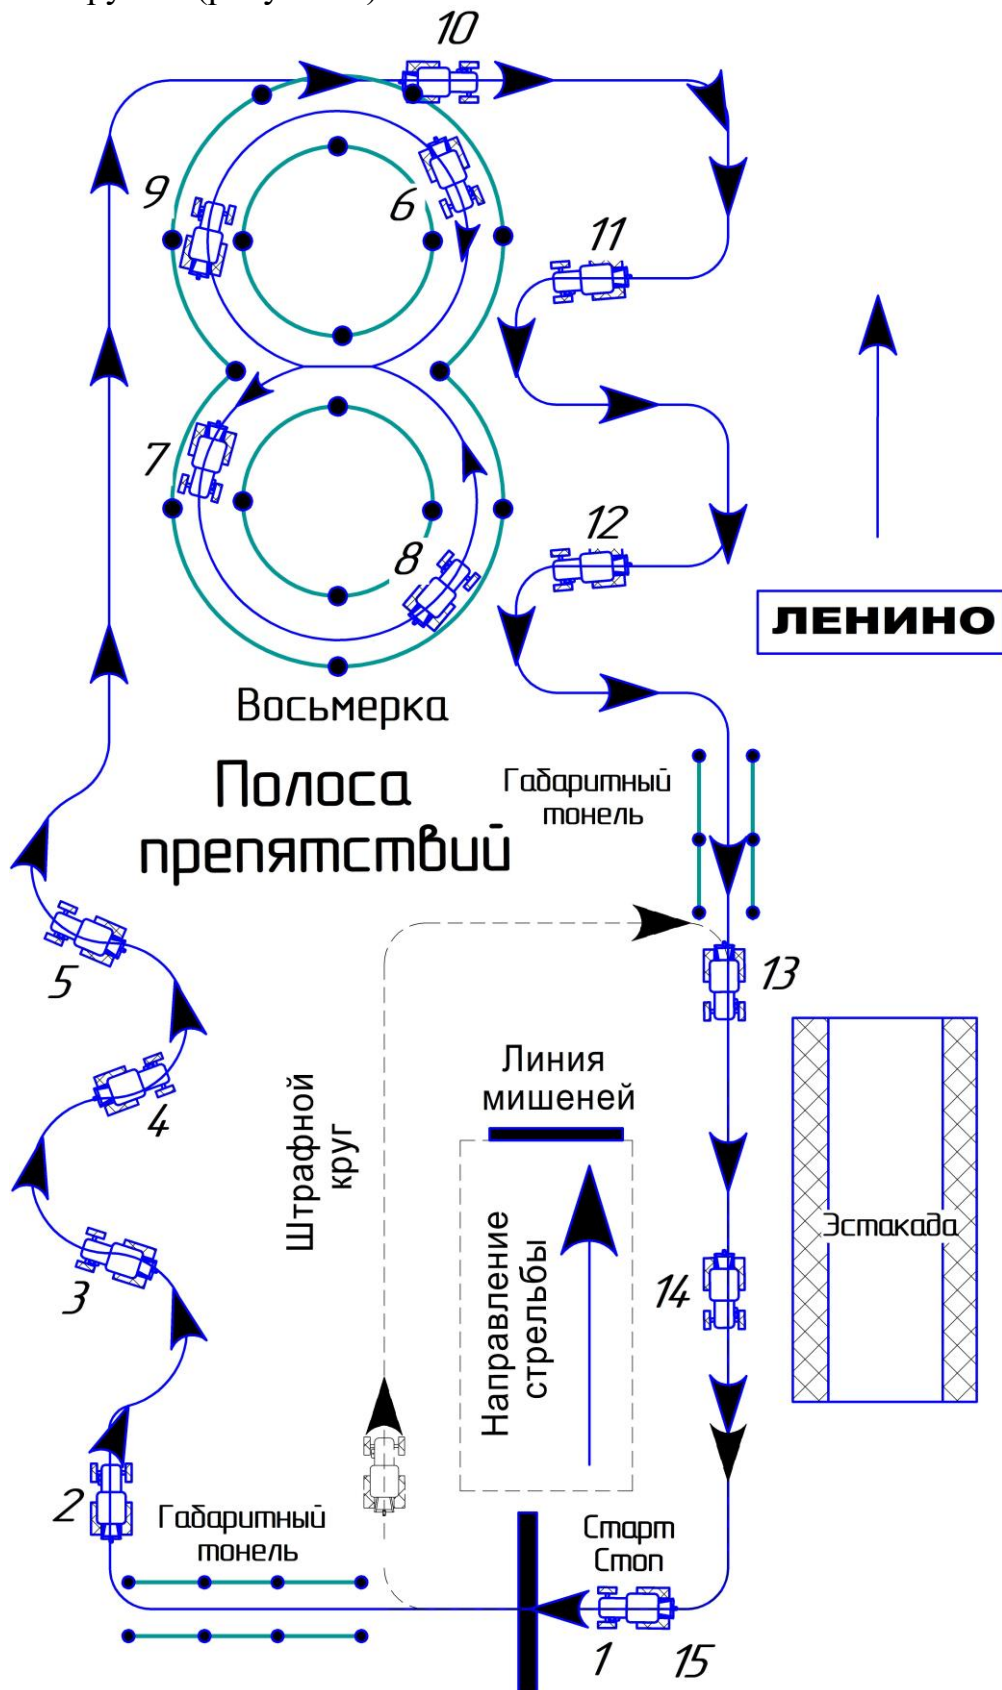 10
9
6
11
7
12
8
ЛЕНИНО
Восьмерка
Полоса
препятствий
Габаритный
тонель
5
13
Линия
мишеней
4
Штрафной
круг
Эстакада
3
14
Направление
стрельбы
2
Габаритный
тонель
Старт
Стоп
1
15